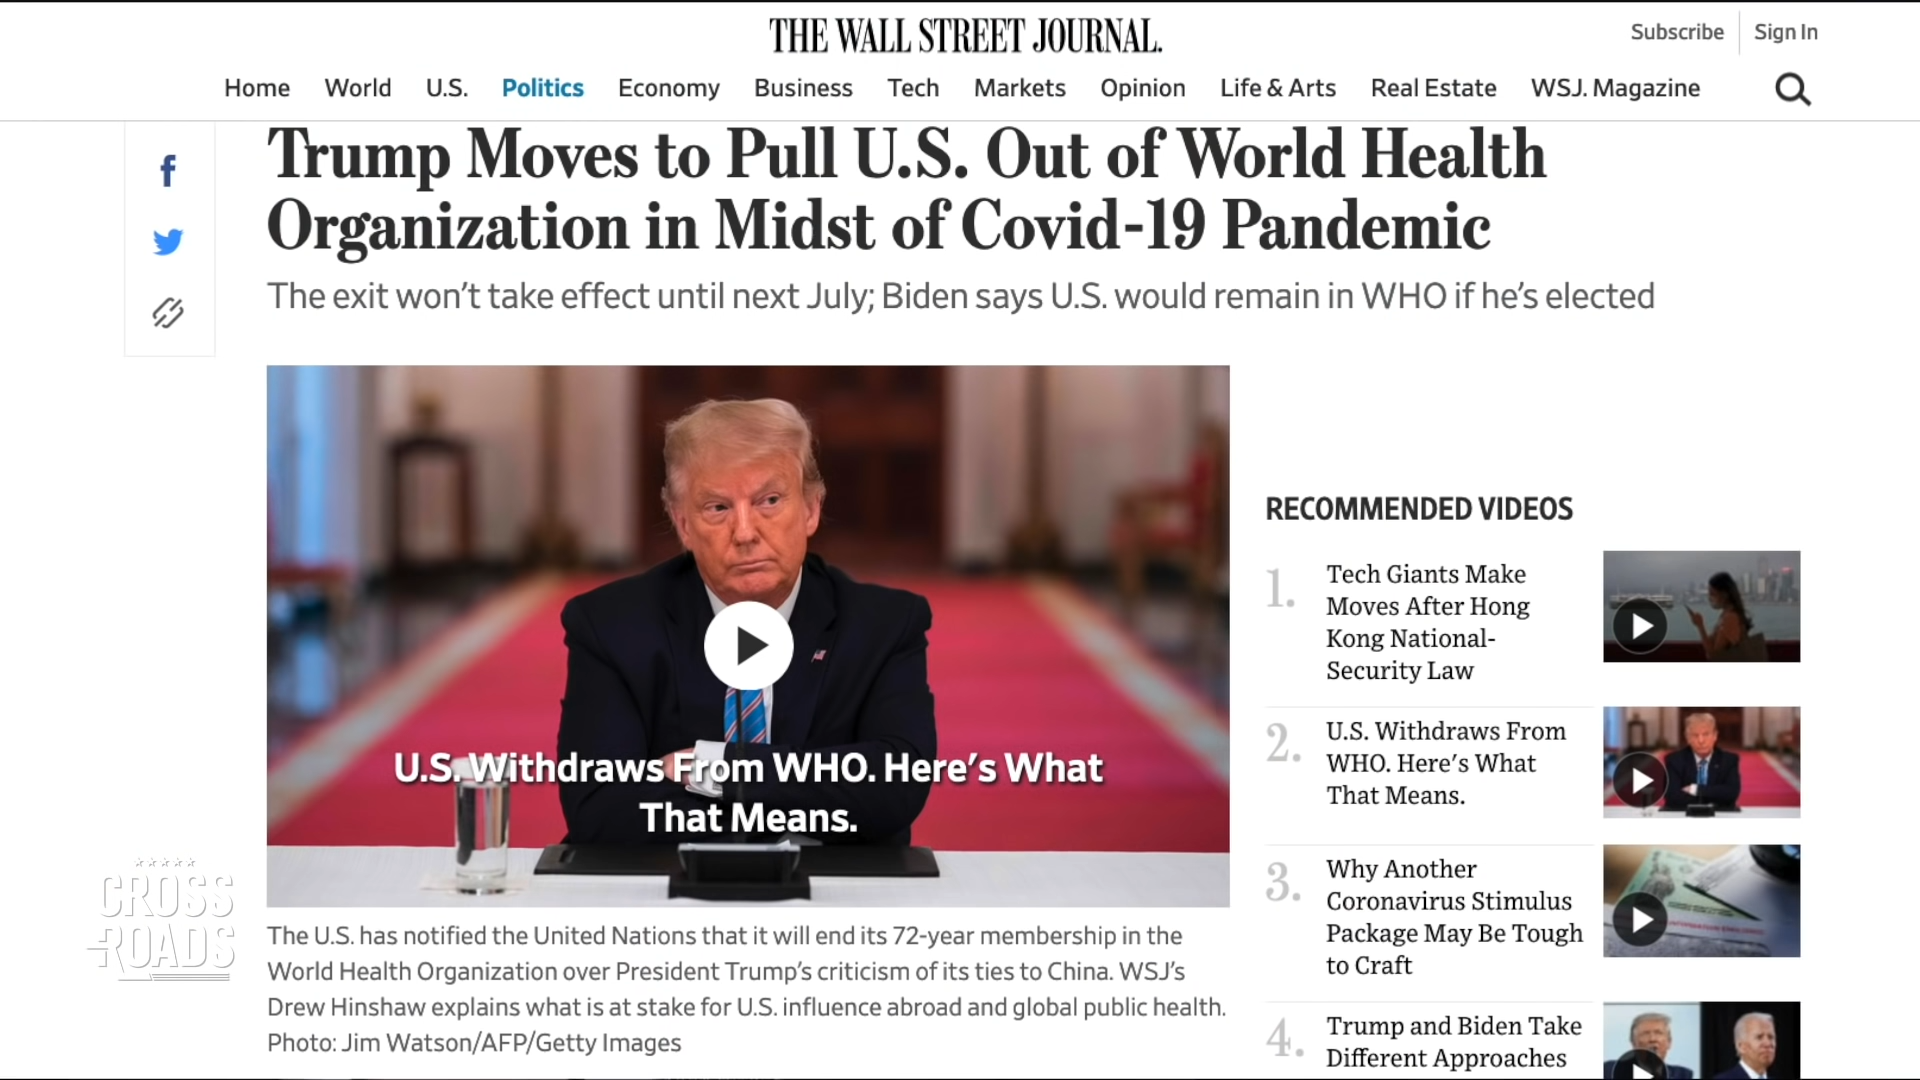 THE WALL STREET JOURNAL.
Subscribe
Sign In
Home
World
U.S.
Politics
Economy
Business
Tech
Markets
Opinion
Life & Arts
Real Estate
WSJ. Magazine
Trump Moves to Pull U.S. Out of World Health
Organization in Midst of Covid-19 Pandemic
The exit won't take effect until next July; Biden says U.S. would remain in WHO if he's elected
U.S. Withdraws From WHO. Here's What
That Means.
The U.S. has notified the United Nations that it will end its 72-year membership in the
World Health Organization over President Trump's criticism of its ties to China. WSJ's
Drew Hinshaw explains what is at stake for U.S. influence abroad and global public health.
Photo: Jim Watson/AFP/Getty Images
RECOMMENDED VIDEOS
1.
Tech Giants Make
Moves After Hong
Kong National-
Security Law
2.
U.S. Withdraws From
WHO. Here's What
That Means.
3.
Why Another
Coronavirus Stimulus
Package May Be Tough
to Craft
4.
Trump and Biden Take
Different Approaches
CROSS
ROADS